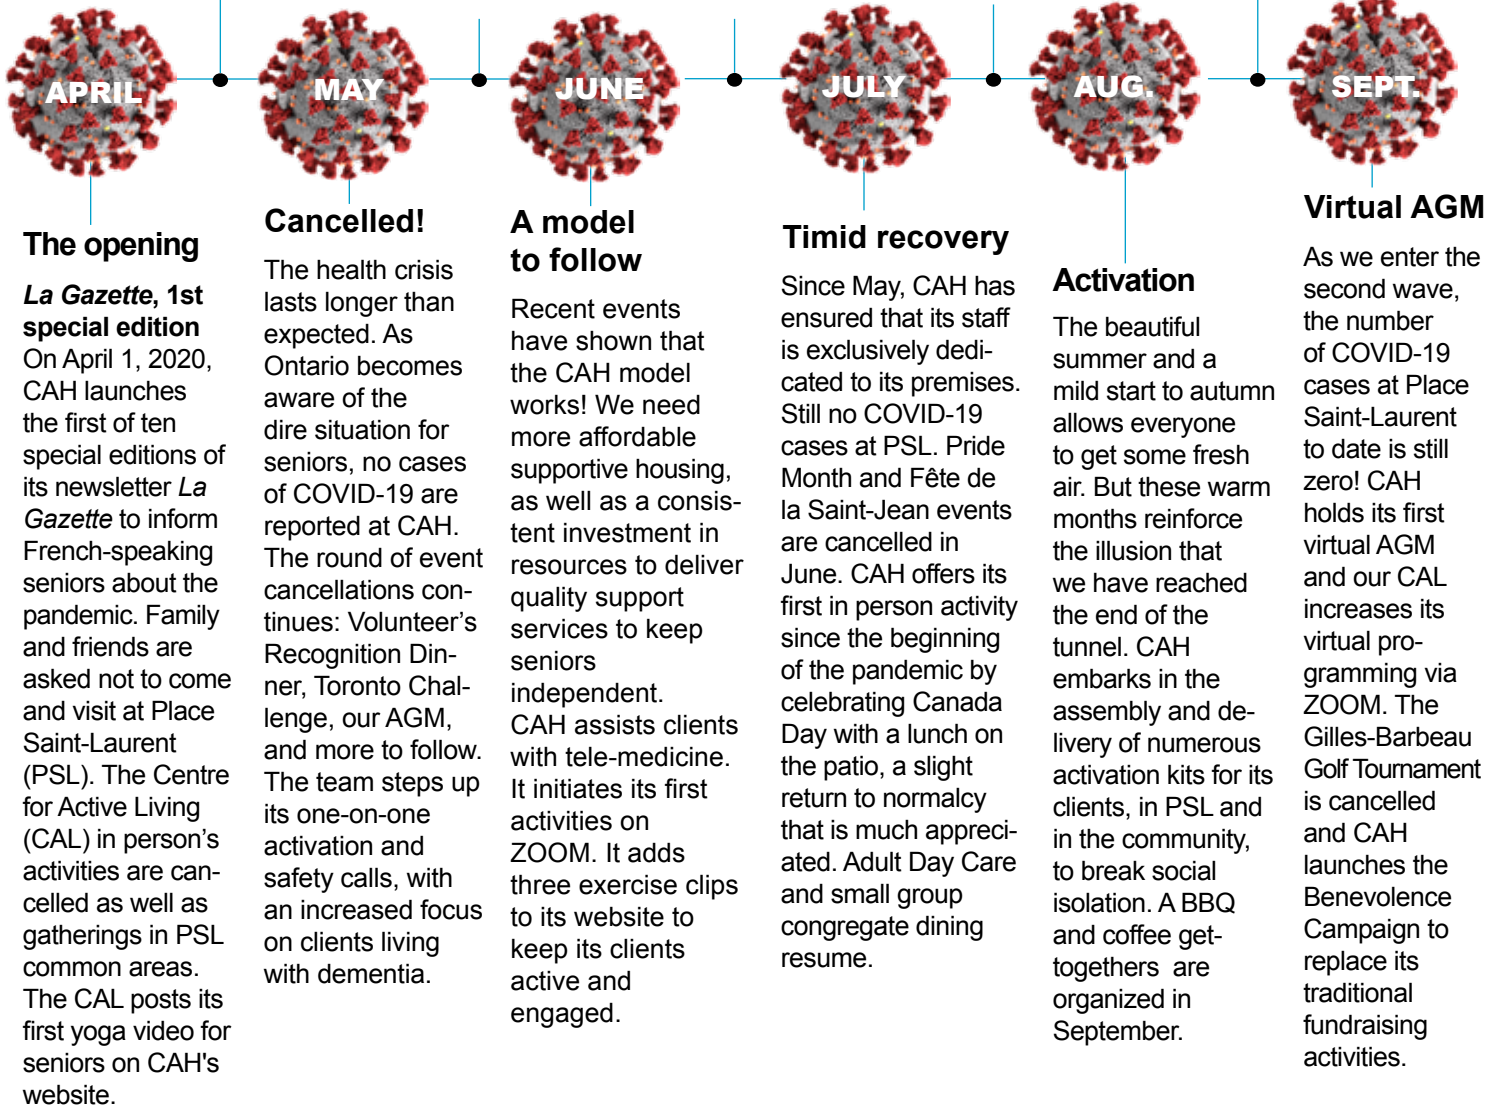 APRIL
The opening
La Gazette, 1st
special edition
On April 1, 2020,
CAH launches
the first of ten
special editions of
its newsletter La
Gazette to inform
French-speaking
seniors about the
pandemic. Family
and friends are
asked not to come
and visit at Place
Saint-Laurent
(PSL). The Centre
for Active Living
(CAL) in person's
activities are can-
celled as well as
gatherings in PSL
common areas.
The CAL posts its
first yoga video for
seniors on CAH's
website.
MAY
Cancelled!
The health crisis
lasts longer than
expected. As
Ontario becomes
aware of the
dire situation for
seniors, no cases
of COVID-19 are
reported at CAH.
The round of event
cancellations con-
tinues: Volunteer's
Recognition Din-
ner, Toronto Chal-
lenge, our AGM,
and more to follow.
The team steps up
its one-on-one
activation and
safety calls, with
an increased focus
on clients living
with dementia.
JUNE
A model
to follow
Recent events
have shown that
the CAH model
works! We need
more affordable
supportive housing,
as well as a consis-
tent investment in
resources to deliver
quality support
services to keep
seniors
independent.
CAH assists clients
with tele-medicine.
It initiates its first
activities on
ZOOM. It adds
three exercise clips
to its website to
keep its clients
active and
engaged.
JULY
Timid recovery
Since May, CAH has
ensured that its staff
is exclusively dedi-
cated to its premises.
Still no COVID-19
cases at PSL. Pride
Month and Fête de
la Saint-Jean events
are cancelled in
June. CAH offers its
first in person activity
since the beginning
of the pandemic by
celebrating Canada
Day with a lunch on
the patio, a slight
return to normalcy
that is much appreci-
ated. Adult Day Care
and small group
congregate dining
resume.
AUG.
Activation
The beautiful
summer and a
mild start to autumn
allows everyone
to get some fresh
air. But these warm
months reinforce
the illusion that
we have reached
the end of the
tunnel. CAH
embarks in the
assembly and de-
livery of numerous
activation kits for its
clients, in PSL and
in the community,
to break social
isolation. A BBQ
and coffee get-
togethers are
organized in
September.
SEPT.
Virtual AGM
As we enter the
second wave,
the number
of COVID-19
cases at Place
Saint-Laurent
to date is still
zero! CAH
holds its first
virtual AGM
and our CAL
increases its
virtual pro-
gramming via
ZOOM. The
Gilles-Barbeau
Golf Tournament
is cancelled
and CAH
launches the
Benevolence
Campaign to
replace its
traditional
fundraising
activities.